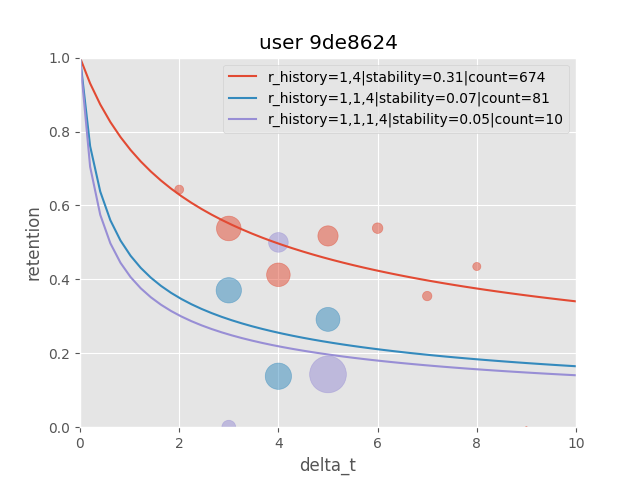 user 9de8624
r_history=1,4|stability=0.31|count=674
r_history=1,1,4|stability=0.07|count=81
r_history=1,1,1,4|stability=0.05|count=10
retention
1.0
0.8
0.6
0.4
0.2
0.0
0 2 4 6 8 10
delta_t